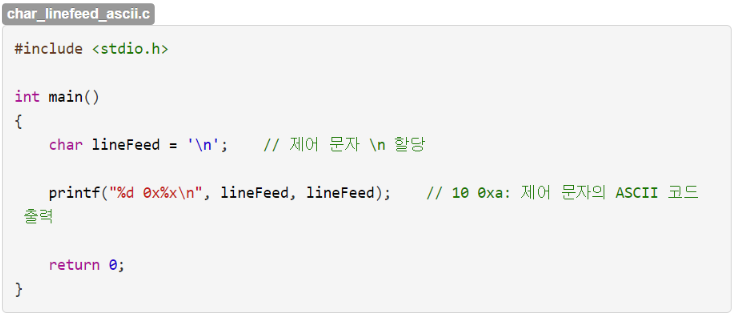 char_linefeed_ascii.c
#include <stdio.h>
int main()
{
    char lineFeed = '\n';    // 제어 문자 \n 할당
    printf("%d 0x%x\n", lineFeed, lineFeed);    // 10 0xa: 제어 문자의 ASCII 코드
출력
    return 0;
}